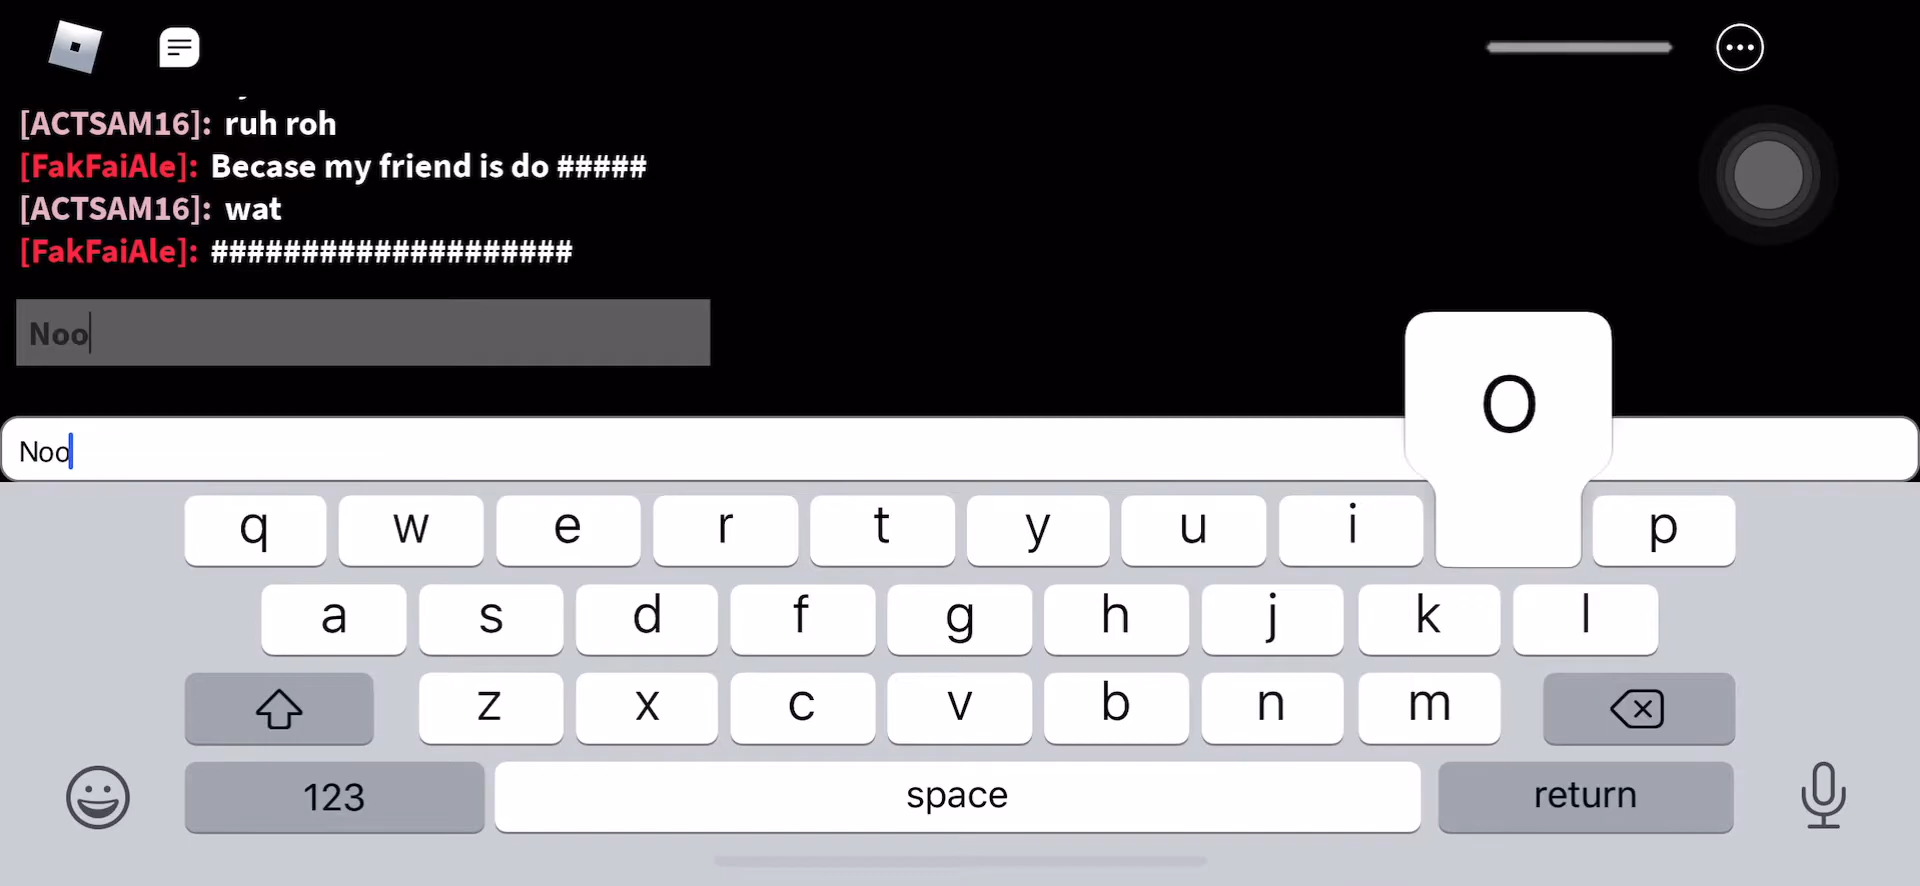 [ACTSAM16]: ruh roh
[FakFaiAle]: Becase my friend is do #####
[ACTSAM16]: wat
[FakFaiAle]: ####################
Noo
Noo
O
q w e r t y u i p
a s d f g h j k l
z x c v b n m
123 space return